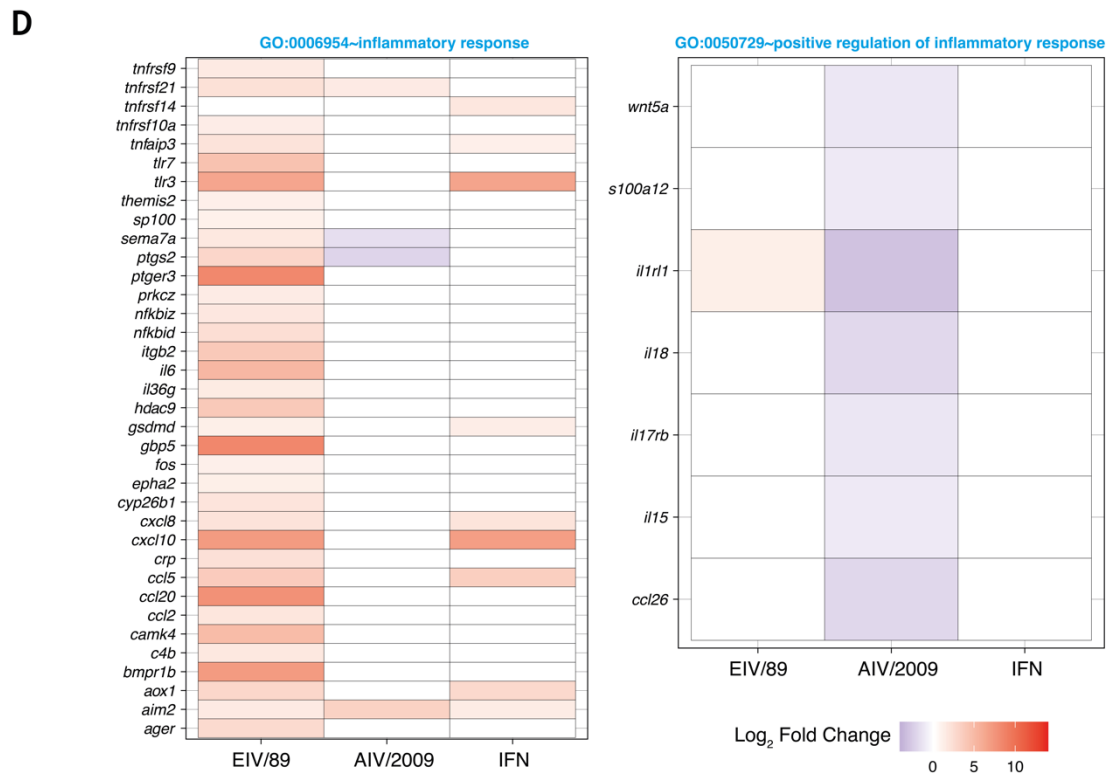 D
GO:0006954~inflammatory response
tnfrsf9
tnfrsf21
tnfrsf14
tnfrsf10a
tnfaip3
tlr7
tlr3
themis2
sp100
sema7a
ptgs2
ptger3
prkcz
nfkbiz
nfkbid
itgb2
il6
il36g
hdac9
gsdmd
gbp5
fos
epha2
cyp26b1
cxcl8
cxcl10
crp
ccl5
ccl20
ccl2
camk4
c4b
bmpr1b
aox1
aim2
ager
EIV/89 AIV/2009 IFN
GO:0050729~positive regulation of inflammatory response
wnt5a
s100a12
il1rl1
il18
il17rb
il15
ccl26
EIV/89 AIV/2009 IFN
Log2 Fold Change
0 5 10